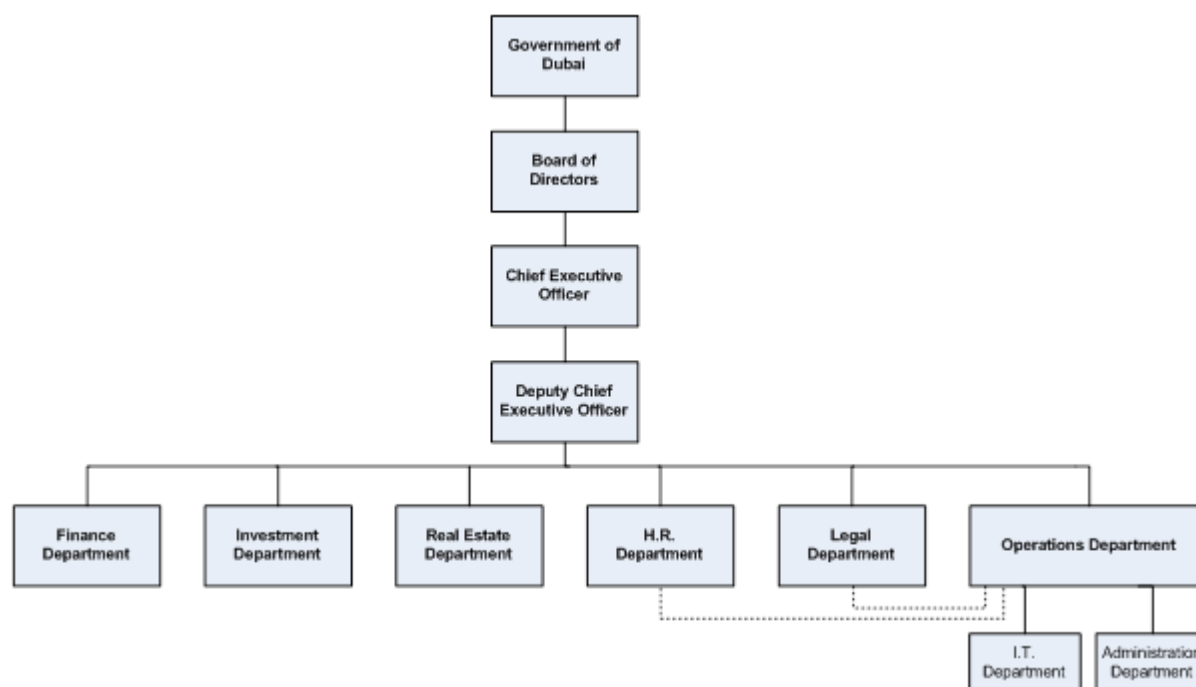 Government of
Dubai
Board of
Directors
Chief Executive
Officer
Deputy Chief
Executive Officer
Finance
Department
Investment
Department
Real Estate
Department
H.R.
Department
Legal
Department
Operations Department
I.T.
Department
Administration
Department